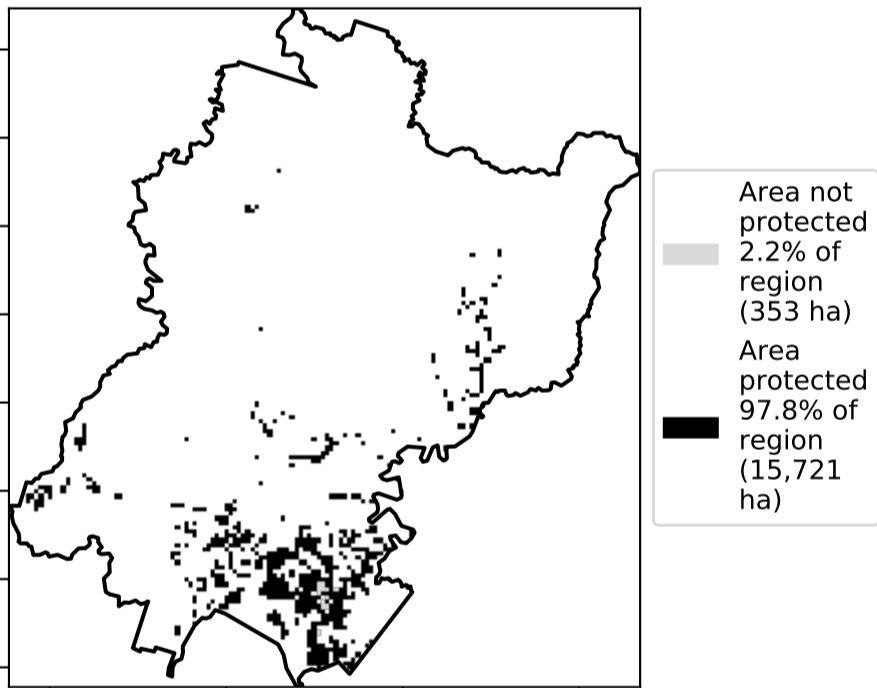 Area not
protected
2.2% of
region
(353 ha)
Area
protected
97.8% of
region
(15,721
ha)